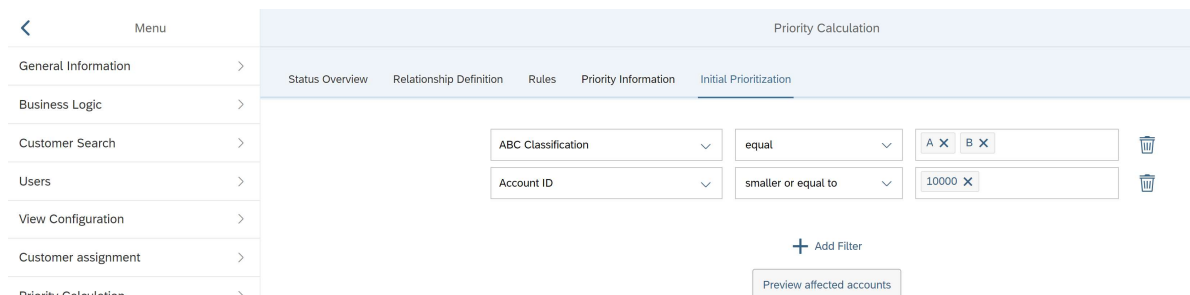 Menu
Priority Calculation
General Information
Status Overview Relationship Definition Rules Priority Information Initial Prioritization
Business Logic
Customer Search
ABC Classification equal A B
Users
Account ID smaller or equal to 10000
View Configuration
Customer assignment
Add Filter
Priority Calculation
Preview affected accounts